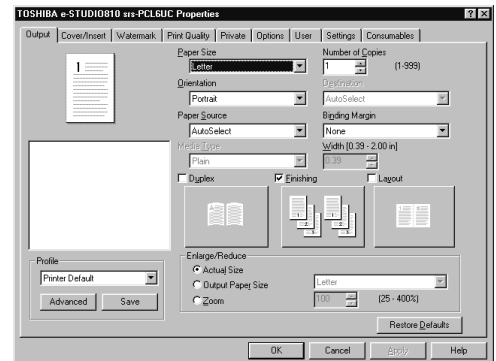 TOSHIBA e-STUDIO810 srs-PCL6UC Properties
Output Cover/Insert Watermark Print Quality Private Options User Settings Consumables
Paper Size Number of Copies
Letter 1 (1-999)
Orientation Destination
Portrait AutoSelect
Paper Source Binding Margin
AutoSelect None
Media Type Width [0.39 - 2.00 in]
Plain 0.39
Duplex Finishing Layout
Profile
Printer Default
Advanced Save
Enlarge/Reduce
Actual Size
Output Paper Size Letter
Zoom 100 (25 - 400%)
Restore Defaults
OK Cancel Apply Help